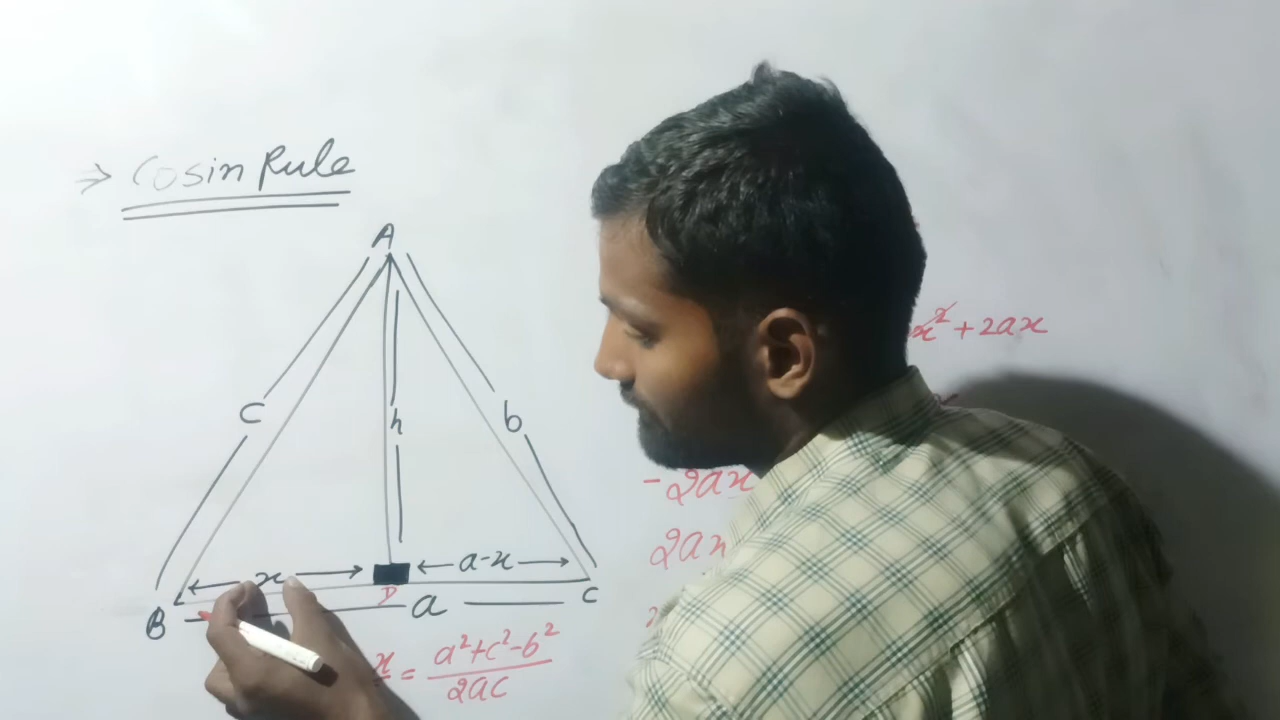 ⇒ Cosin Rule
A
x² + 2ax
C
h
b
-2ax
2ax
x
a-x
B
D
a
C
x = a²+c²-b²
2ac